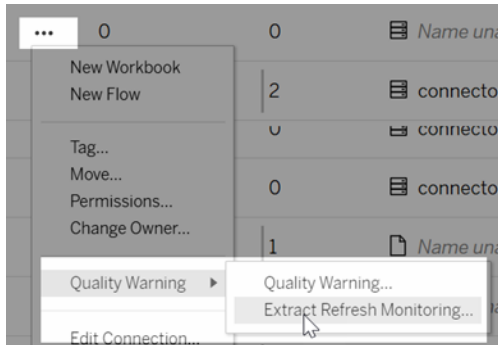 ... 0 0 Name una
New Workbook
New Flow
2 connecto
0 connecto
Tag...
Move...
0 connecto
Permissions...
Change Owner...
1 Name una
Quality Warning
Quality Warning...
Extract Refresh Monitoring...
Edit Connection...